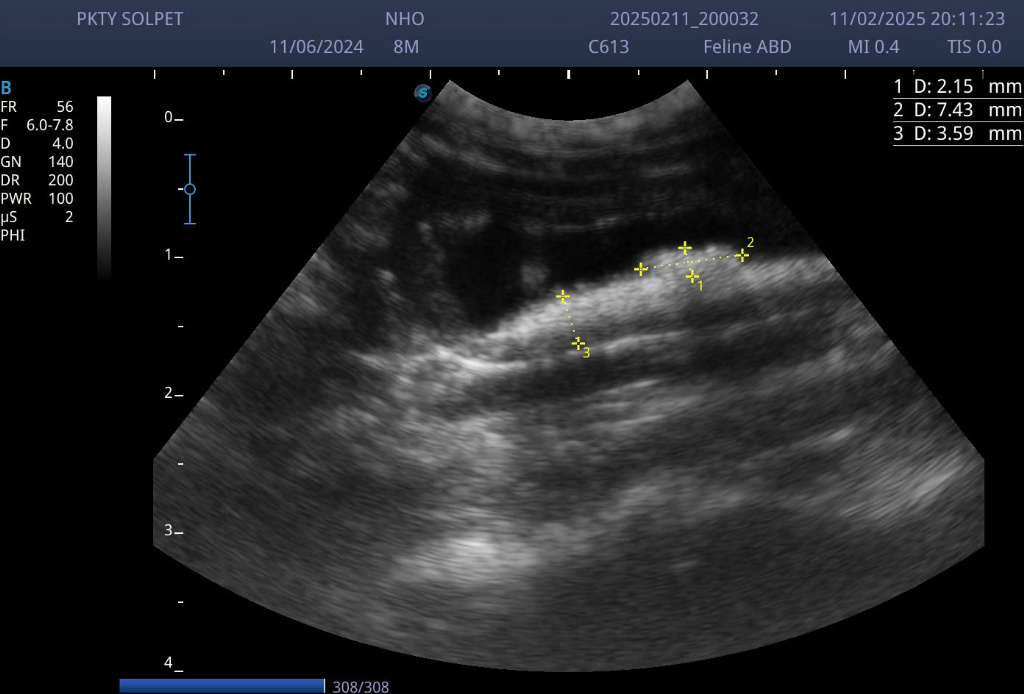 PKTY SOLPET NHO 20250211_200032 11/02/2025 20:11:23
11/06/2024 8M C613 Feline ABD MI 0.4 TIS 0.0
B
FR 56
F 6.0-7.8
D 4.0
GN 140
DR 200
PWR 100
µS 2
PHI
S
1 D: 2.15 mm
2 D: 7.43 mm
3 D: 3.59 mm
0
1
2
3
4
2
1
3
308/308